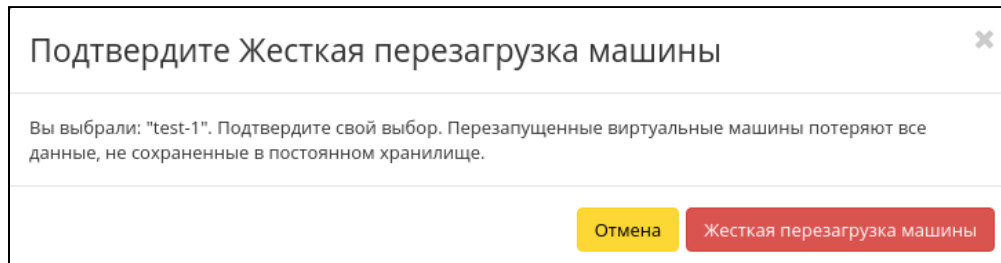 Подтвердите Жесткая перезагрузка машины
Вы выбрали: "test-1". Подтвердите свой выбор. Перезапущенные виртуальные машины потеряют все
данные, не сохраненные в постоянном хранилище.
Отмена
Жесткая перезагрузка машины